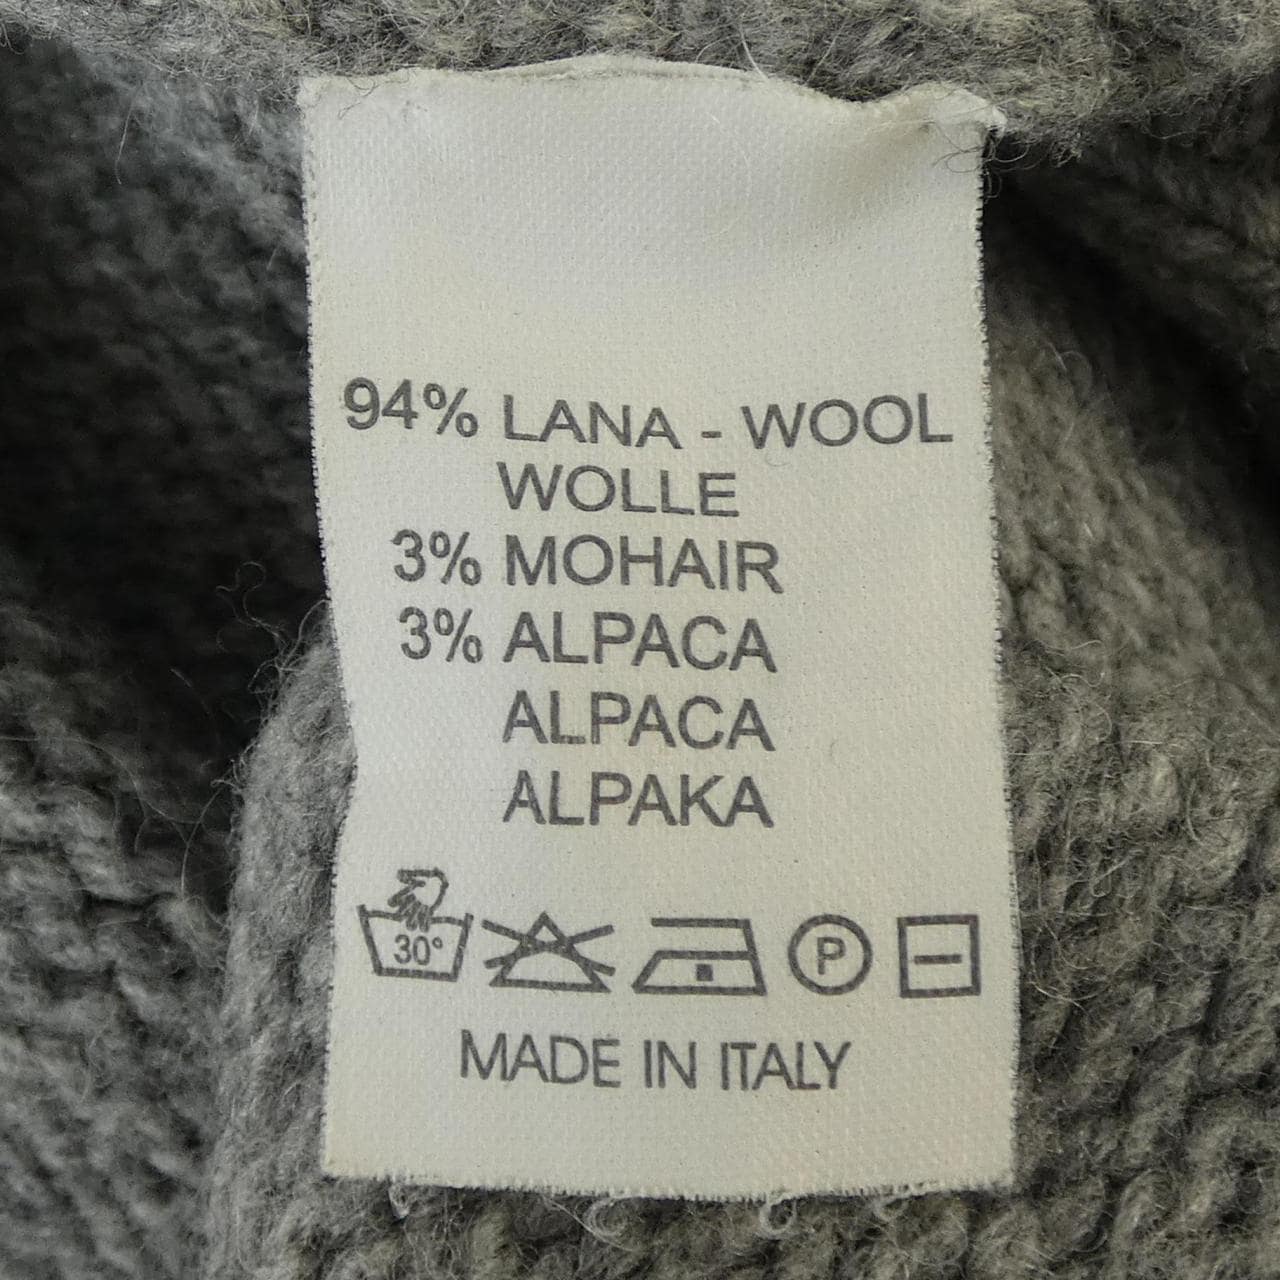 94% LANA - WOOL
WOLLE
3% MOHAIR
3% ALPACA
ALPACA
ALPAKA
30°
P
MADE IN ITALY